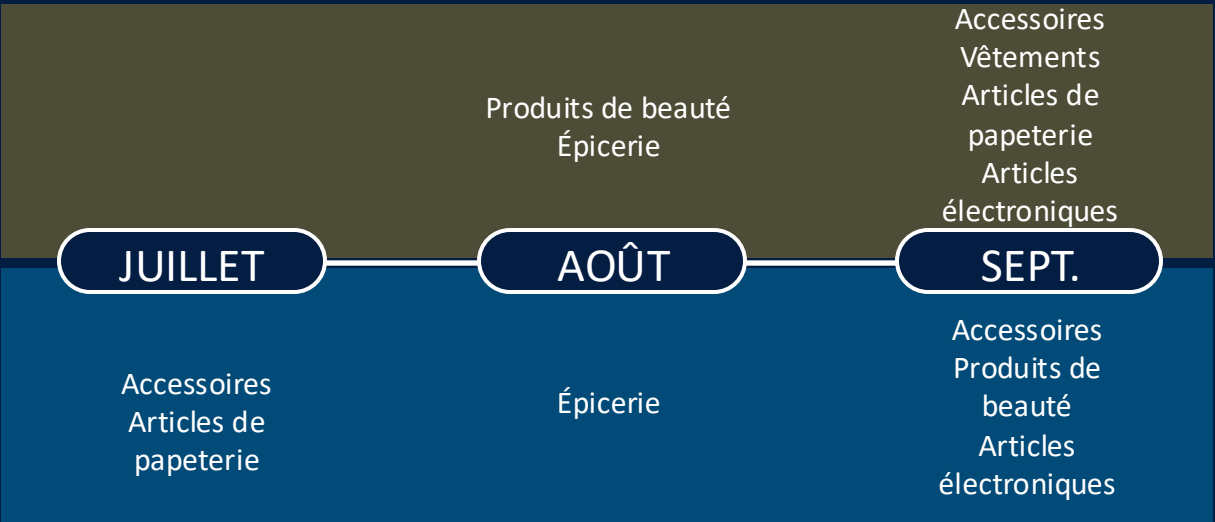 Produits de beauté
Épicerie
Accessoires
Vêtements
Articles de
papeterie
Articles
électroniques
JUILLET
AOÛT
SEPT.
Accessoires
Articles de
papeterie
Épicerie
Accessoires
Produits de
beauté
Articles
électroniques